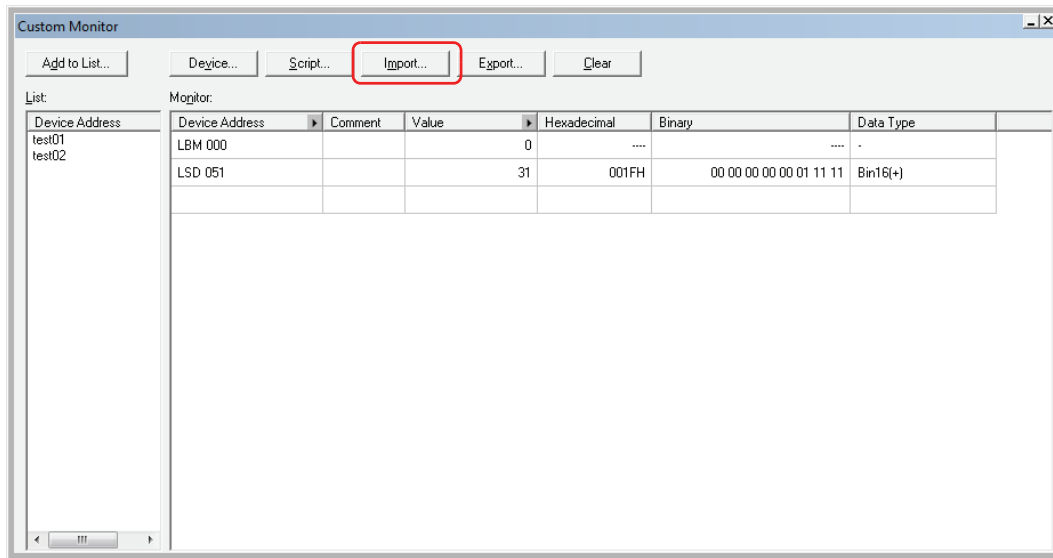 Custom Monitor
Add to List... Device... Script... Import... Export... Clear
List: Monitor:
Device Address Device Address Comment Value Hexadecimal Binary Data Type
test01
test02
LBM 000 0 ---- ---- -
LSD 051 31 001FH 00 00 00 00 00 01 11 11 Bin16(+)